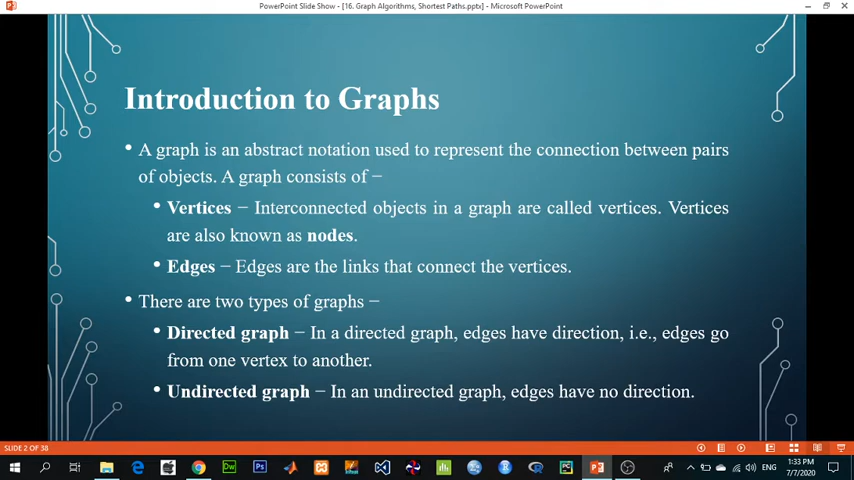 PowerPoint Slide Show - [16. Graph Algorithms, Shortest Paths.pptx] - Microsoft PowerPoint
Introduction to Graphs
• A graph is an abstract notation used to represent the connection between pairs
of objects. A graph consists of −
• Vertices − Interconnected objects in a graph are called vertices. Vertices
are also known as nodes.
• Edges − Edges are the links that connect the vertices.
• There are two types of graphs −
• Directed graph − In a directed graph, edges have direction, i.e., edges go
from one vertex to another.
• Undirected graph − In an undirected graph, edges have no direction.
SLIDE 2 OF 38
Dw
Ps
R
PC
ENG
1:33 PM
7/7/2020